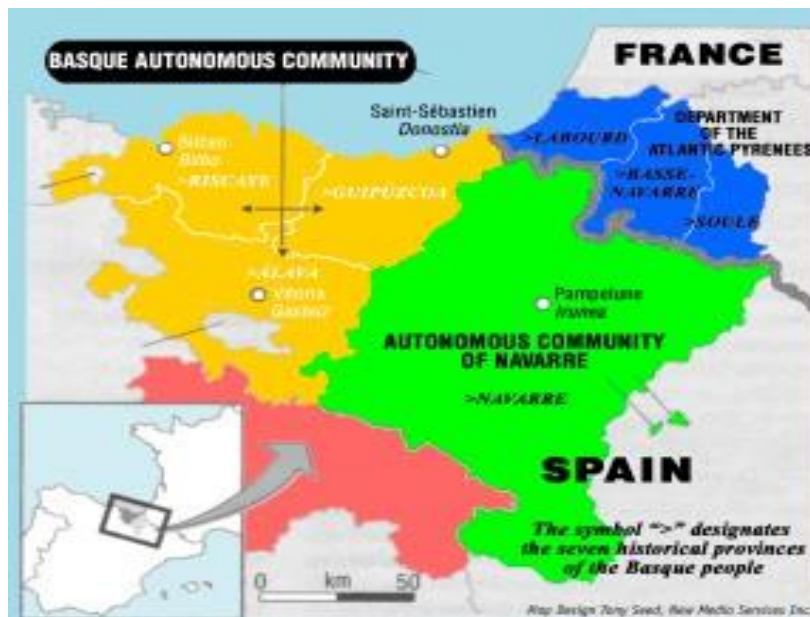 BASQUE AUTONOMOUS COMMUNITY
FRANCE
Saint-Sébastien
Donostia
Bilbao
Bilbo
>BISCAYE
>GUIPUZCOA
>LABOURD
DEPARTMENT
OF THE
ATLANTIC PYRENEES
>BASSE-
NAVARRE
>SOULE
>ALAVA
Vitoria
Gasteiz
Pampelune
Irunea
AUTONOMOUS COMMUNITY
OF NAVARRE
>NAVARRE
SPAIN
The symbol “>” designates
the seven historical provinces
of the Basque people
0 km 50
Map Design Tony Seed, New Media Services Inc